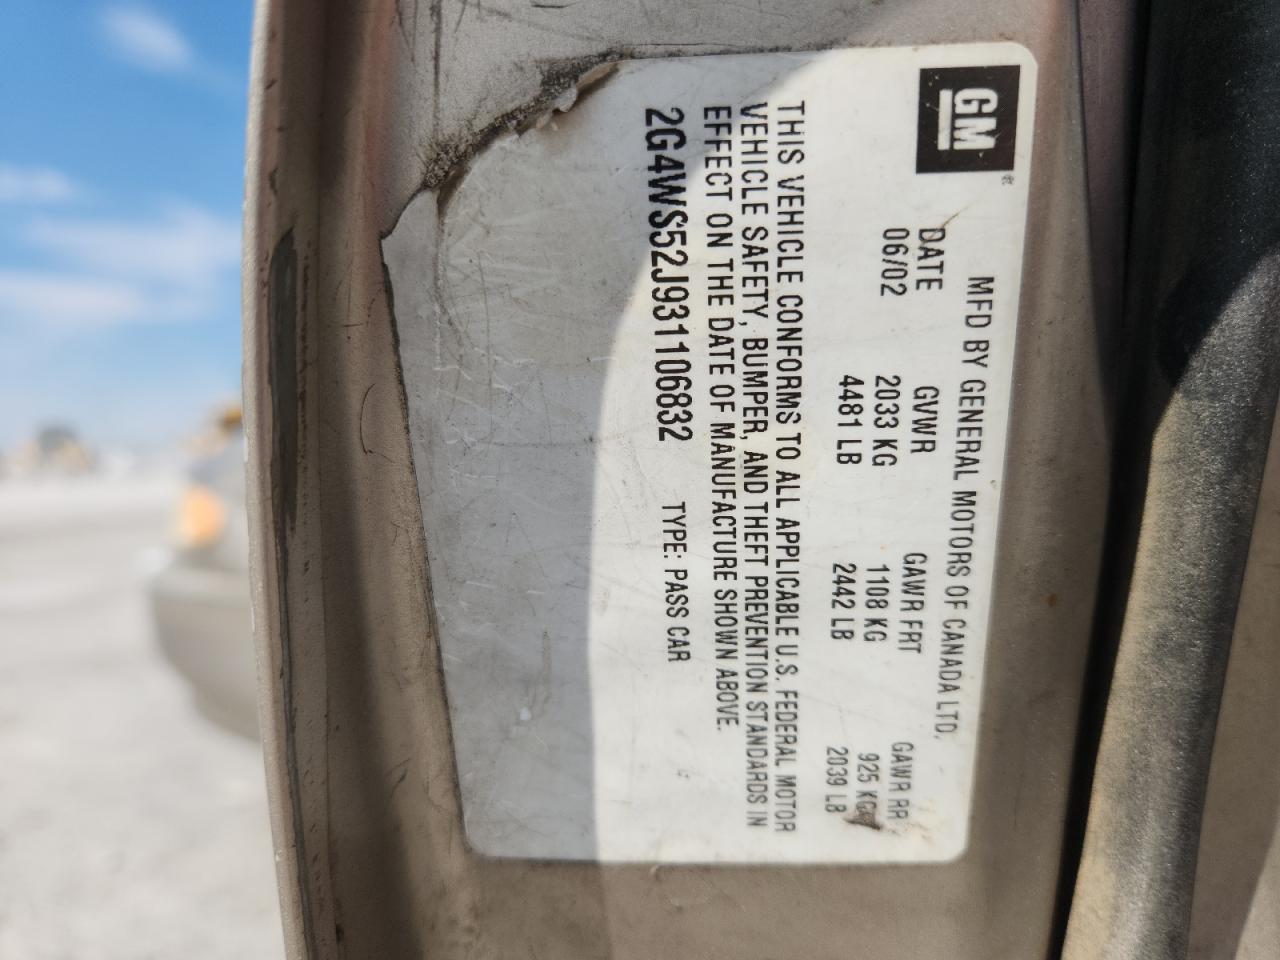 GM
MFD BY GENERAL MOTORS OF CANADA LTD.
DATE GVWR GAWR FRT GAWR RR
06/02 2033 KG 1108 KG 925 KG
4481 LB 2442 LB 2039 LB
THIS VEHICLE CONFORMS TO ALL APPLICABLE U.S. FEDERAL MOTOR
VEHICLE SAFETY, BUMPER, AND THEFT PREVENTION STANDARDS IN
EFFECT ON THE DATE OF MANUFACTURE SHOWN ABOVE.
2G4WS52J931106832 TYPE: PASS CAR